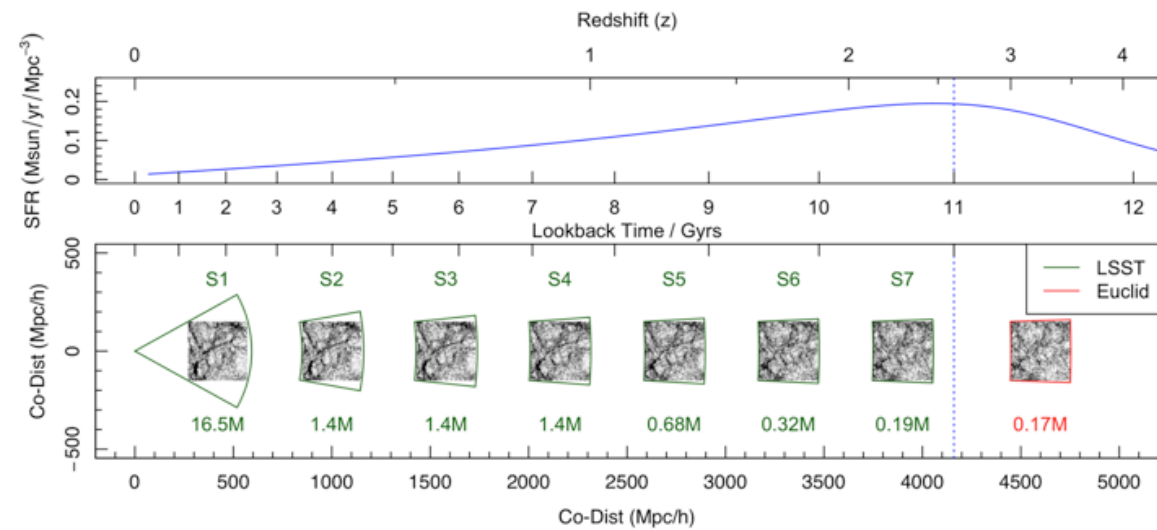 Redshift (z)
0 1 2 3 4
SFR (Msun/yr/Mpc⁻³)
0 0.1 0.2
0 1 2 3 4 5 6 7 8 9 10 11 12
Lookback Time / Gyrs
Co-Dist (Mpc/h)
−500 0 500
S1 S2 S3 S4 S5 S6 S7
LSST
Euclid
16.5M 1.4M 1.4M 1.4M 0.68M 0.32M 0.19M 0.17M
0 500 1000 1500 2000 2500 3000 3500 4000 4500 5000
Co-Dist (Mpc/h)